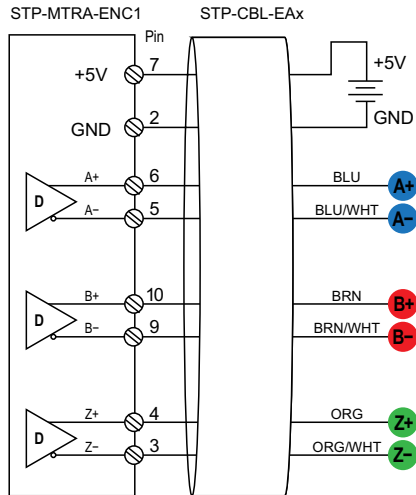 STP-MTRA-ENC1 STP-CBL-EAx
Pin
+5V 7 +5V
GND 2 GND
D A+ 6 BLU A+
A− 5 BLU/WHT A−
D B+ 10 BRN B+
B− 9 BRN/WHT B−
D Z+ 4 ORG Z+
Z− 3 ORG/WHT Z−